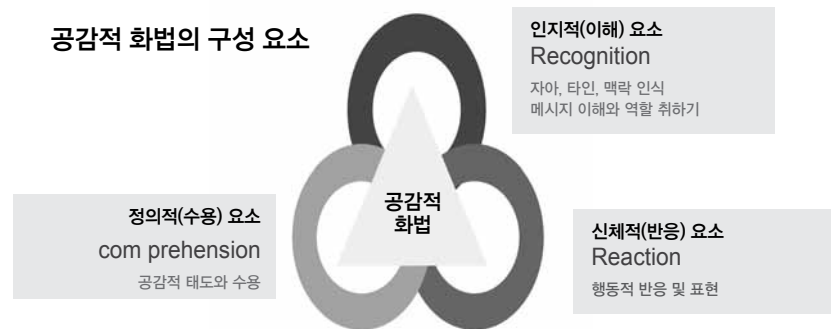 공감적 화법의 구성 요소
인지적(이해) 요소
Recognition
자아, 타인, 맥락 인식
메시지 이해와 역할 취하기
공감적
화법
정의적(수용) 요소
com prehension
공감적 태도와 수용
신체적(반응) 요소
Reaction
행동적 반응 및 표현